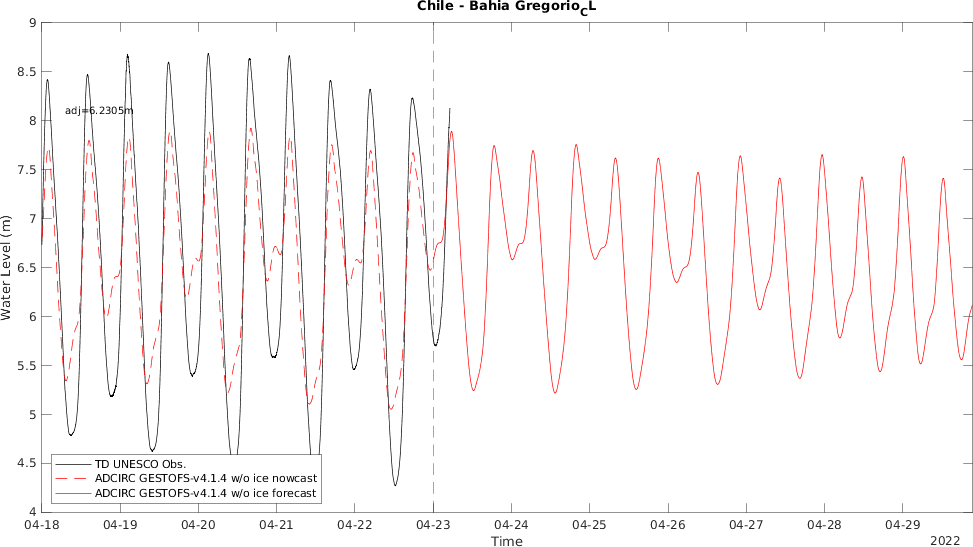 Chile - Bahia Gregorio_CL
9
8.5
8
7.5
7
6.5
6
5.5
5
4.5
4
Water Level (m)
adj=6.2305m
TD UNESCO Obs.
ADCIRC GESTOFS-v4.1.4 w/o ice nowcast
ADCIRC GESTOFS-v4.1.4 w/o ice forecast
04-18 04-19 04-20 04-21 04-22 04-23 04-24 04-25 04-26 04-27 04-28 04-29
Time
2022